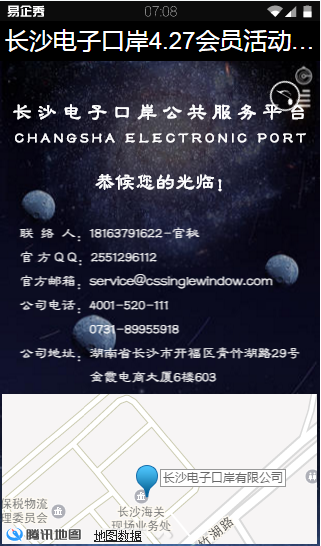 易企秀 07:08
长沙电子口岸4.27会员活动...
长沙电子口岸公共服务平台
CHANGSHA ELECTRONIC PORT
恭候您的光临！
联 络 人：18163791622-官秘
官方QQ：2551296112
官方邮箱：service@cssinglewindow.com
公司电话：4001-520-111
0731-89955918
公司地址：湖南省长沙市开福区青竹湖路29号
金霞电商大厦6楼603
长沙电子口岸有限公司
保税物流
理委员会
长沙海关
现场业务处
竹湖路
腾讯地图 地图数据